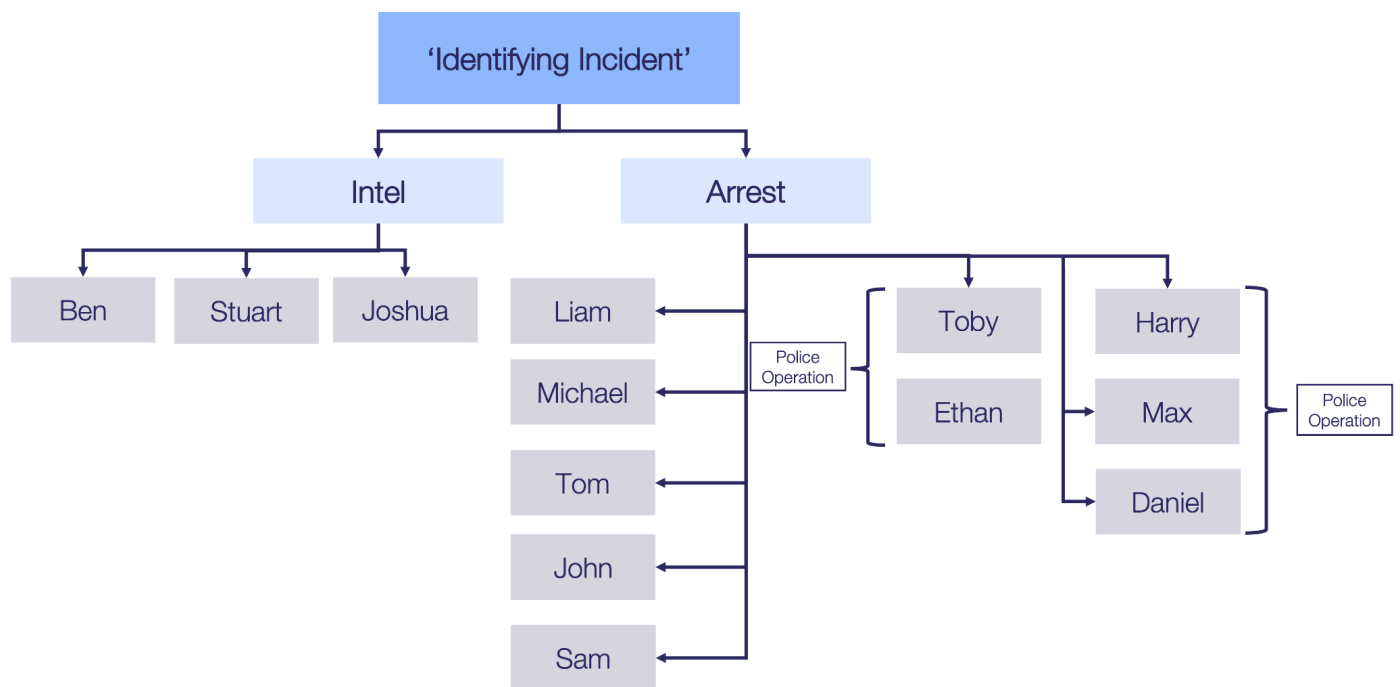 ‘Identifying Incident’
Intel
Arrest
Ben
Stuart
Joshua
Liam
Michael
Tom
John
Sam
Police
Operation
Toby
Ethan
Harry
Max
Daniel
Police
Operation